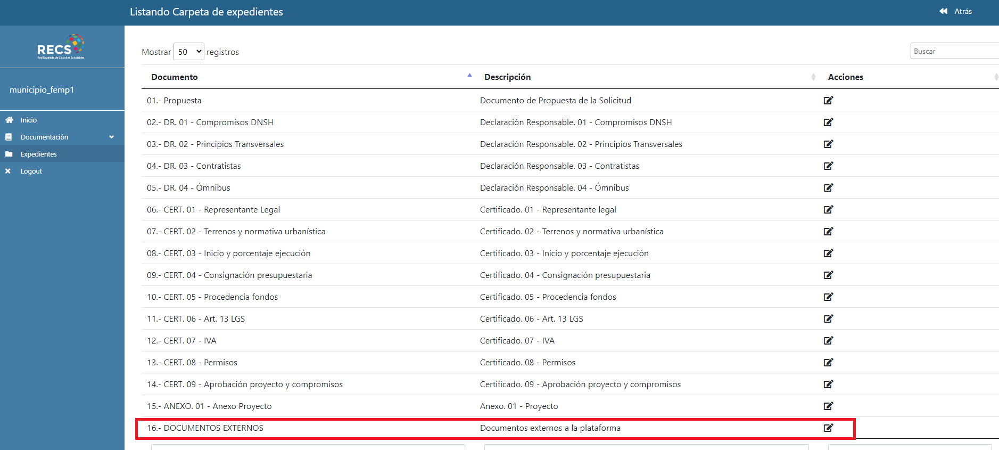 Listando Carpeta de expedientes
Atrás
RECS
Red Española de Ciudades Saludables
municipio_femp1
Inicio
Documentación
Expedientes
Logout
Mostrar 50 registros
Buscar
Documento Descripción Acciones
01.- Propuesta Documento de Propuesta de la Solicitud
02.- DR. 01 - Compromisos DNSH Declaración Responsable. 01 - Compromisos DNSH
03.- DR. 02 - Principios Transversales Declaración Responsable. 02 - Principios Transversales
04.- DR. 03 - Contratistas Declaración Responsable. 03 - Contratistas
05.- DR. 04 - Ómnibus Declaración Responsable. 04 - Ómnibus
06.- CERT. 01 - Representante Legal Certificado. 01 - Representante legal
07.- CERT. 02 - Terrenos y normativa urbanística Certificado. 02 - Terrenos y normativa urbanística
08.- CERT. 03 - Inicio y porcentaje ejecución Certificado. 03 - Inicio y porcentaje ejecución
09.- CERT. 04 - Consignación presupuestaria Certificado. 04 - Consignación presupuestaria
10.- CERT. 05 - Procedencia fondos Certificado. 05 - Procedencia fondos
11.- CERT. 06 - Art. 13 LGS Certificado. 06 - Art. 13 LGS
12.- CERT. 07 - IVA Certificado. 07 - IVA
13.- CERT. 08 - Permisos Certificado. 08 - Permisos
14.- CERT. 09 - Aprobación proyecto y compromisos Certificado. 09 - Aprobación proyecto y compromisos
15.- ANEXO. 01 - Anexo Proyecto Anexo. 01 - Proyecto
16.- DOCUMENTOS EXTERNOS Documentos externos a la plataforma